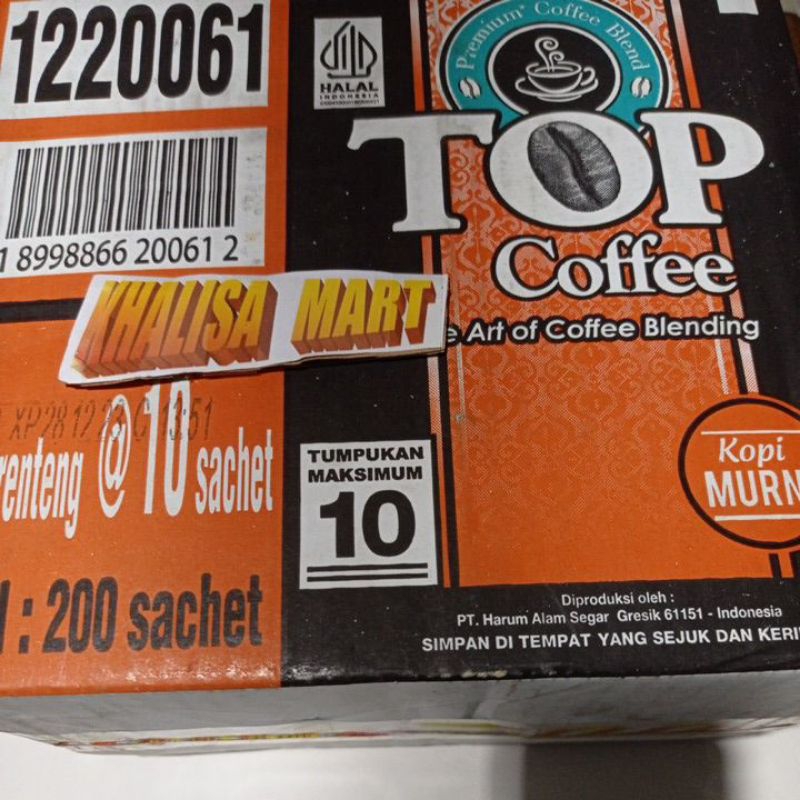 1220061
HALAL
INDONESIA
Premium Coffee Blend
TOP
Coffee
1 8998866 20061 2
KHALISA MART
Art of Coffee Blending
10 sachet
@
TUMPUKAN
MAKSIMUM
10
Kopi
MURN
: 200 sachet
Diproduksi oleh :
PT. Harum Alam Segar Gresik 61151 - Indonesia
SIMPAN DI TEMPAT YANG SEJUK DAN KERI